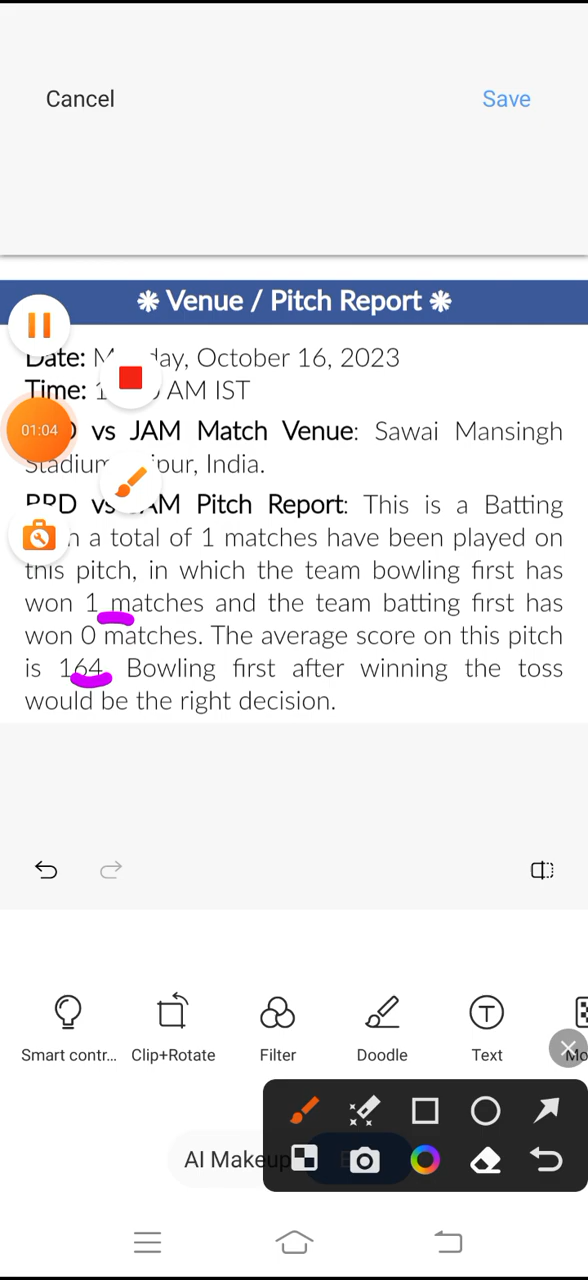 Cancel
Save
❋ Venue / Pitch Report ❋
Date: day, October 16, 2023
Time: AM IST
vs JAM Match Venue: Sawai Mansingh
India.
Pitch Report: This is a Batting
a total of 1 matches have been played on
this pitch, in which the team bowling first has
won 1 matches and the team batting first has
won 0 matches. The average score on this pitch
is 164. Bowling first after winning the toss
would be the right decision.
01:04
Smart contr... Clip+Rotate Filter Doodle Text Mo
AI Makeup